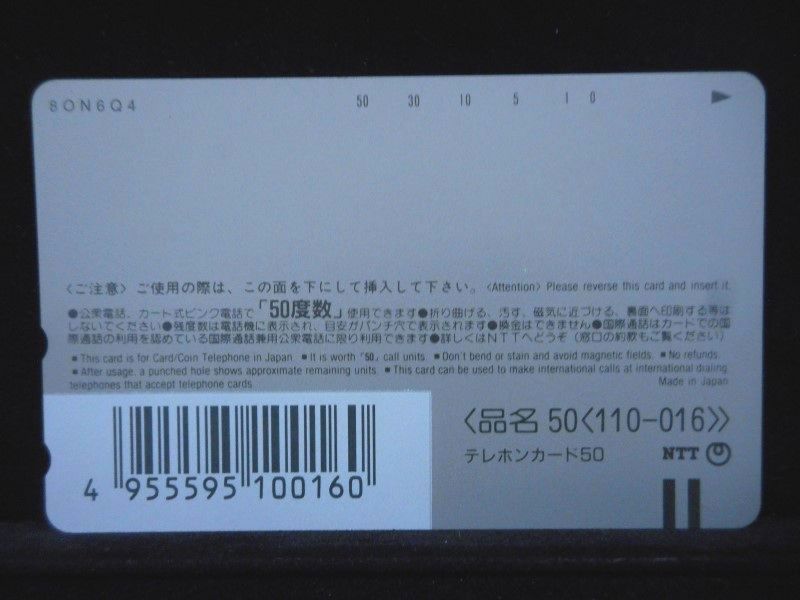 8ON6Q4 50 30 10 5 1 0
〈ご注意〉ご使用の際は、この面を下にして挿入して下さい。〈Attention〉 Please reverse this card and insert it.
●公衆電話、カード式ピンク電話で「50度数」使用できます●折り曲げる、汚す、磁気に近づける、裏面へ印刷する等は
しないでください●残度数は電話機に表示され、目安がパンチ穴で表示されます●換金はできません●国際通話はカードでの国
際通話の利用を認めている国際通話兼用公衆電話に限り利用できます●詳しくはNTTへどうぞ（窓口の約款もご覧ください）
■This card is for Card/Coin Telephone in Japan ■It is worth "50" call units. ■Don't bend or stain and avoid magnetic fields. ■No refunds.
■After usage, a punched hole shows approximate remaining units. ■This card can be used to make international calls at international dialing
telephones that accept telephone cards Made in Japan
〈品名 50〈110-016〉〉
テレホンカード50 NTT
4 955595 100160